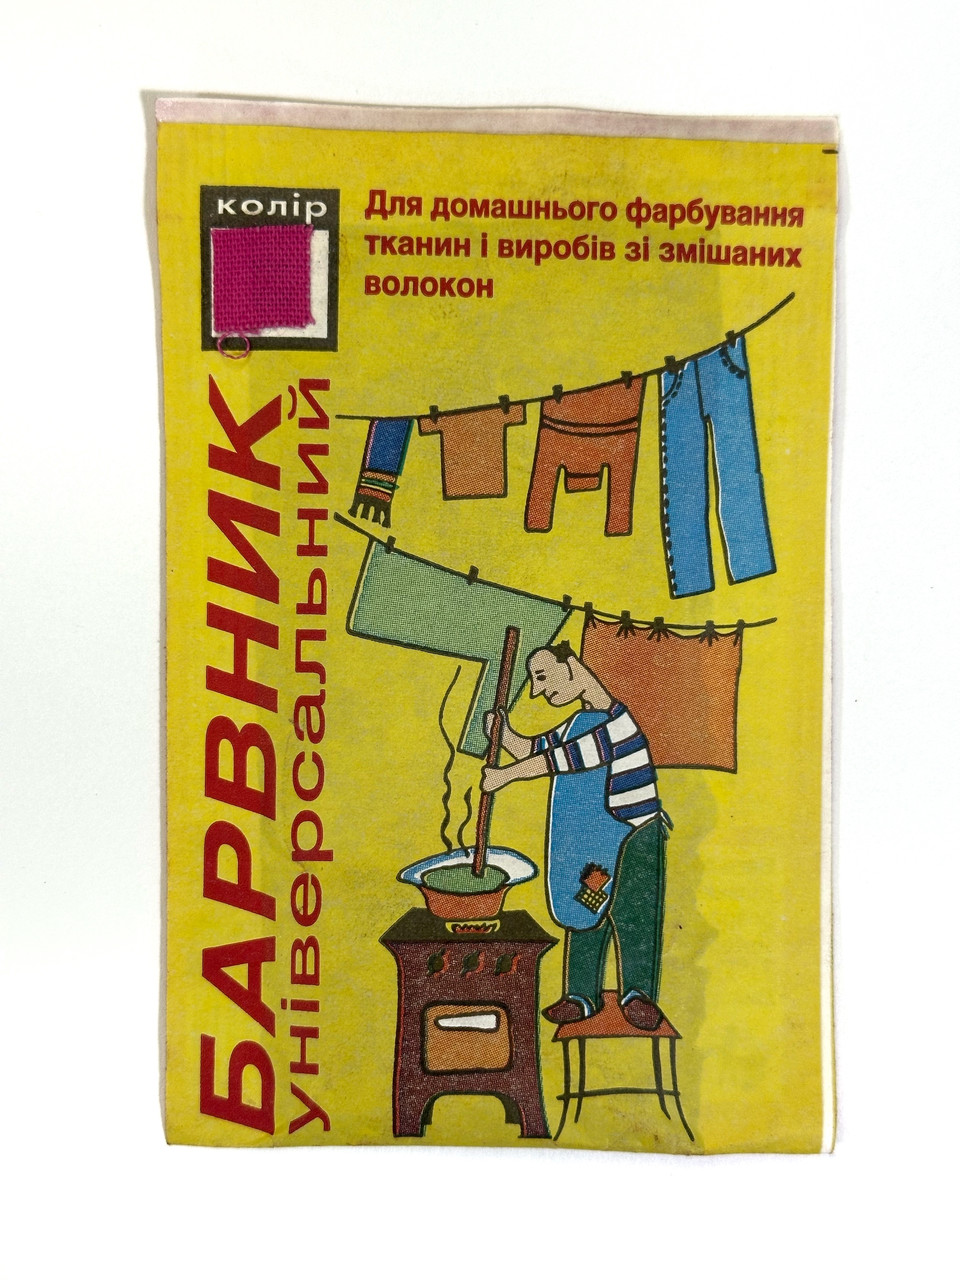 колір
Для домашнього фарбування
тканин і виробів зі змішаних
волокон
БАРВНИК
універсальний